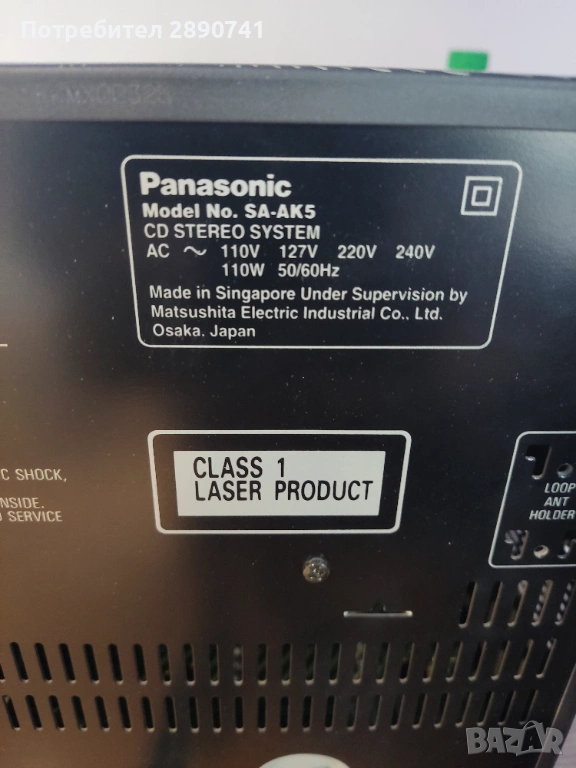 Потребител 2890741
Panasonic
Model No. SA-AK5
CD STEREO SYSTEM
AC ~ 110V 127V 220V 240V
110W 50/60Hz
Made in Singapore Under Supervision by
Matsushita Electric Industrial Co., Ltd.
Osaka, Japan
CLASS 1
LASER PRODUCT
C SHOCK,
NSIDE.
SERVICE
LOOP
ANT
HOLDER
BAZAR